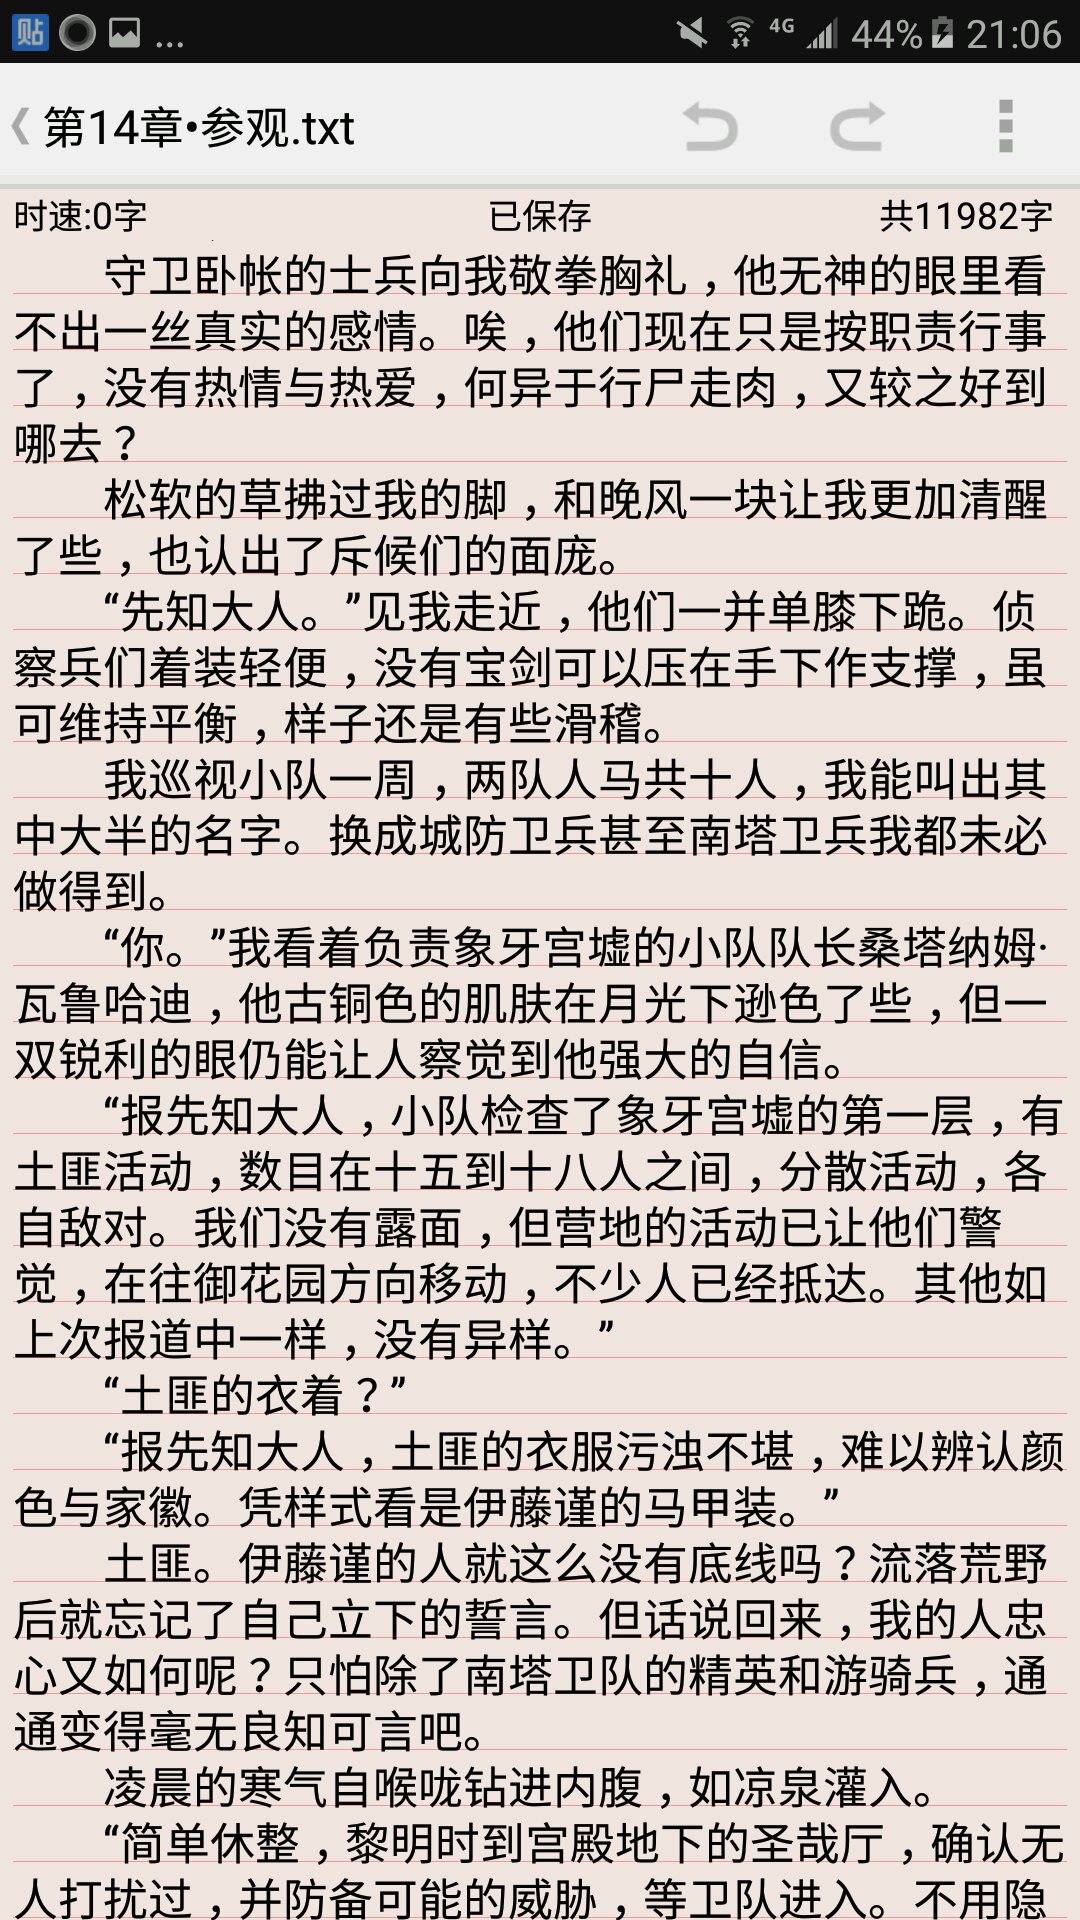 贴 ... 4G 44% 21:06
第14章•参观.txt
时速:0字 已保存 共11982字
守卫卧帐的士兵向我敬拳胸礼，他无神的眼里看
不出一丝真实的感情。唉，他们现在只是按职责行事
了，没有热情与热爱，何异于行尸走肉，又较之好到
哪去？
松软的草拂过我的脚，和晚风一块让我更加清醒
了些，也认出了斥候们的面庞。
“先知大人。”见我走近，他们一并单膝下跪。侦
察兵们着装轻便，没有宝剑可以压在手下作支撑，虽
可维持平衡，样子还是有些滑稽。
我巡视小队一周，两队人马共十人，我能叫出其
中大半的名字。换成城防卫兵甚至南塔卫兵我都未必
做得到。
“你。”我看着负责象牙宫墟的小队队长桑塔纳姆·
瓦鲁哈迪，他古铜色的肌肤在月光下逊色了些，但一
双锐利的眼仍能让人察觉到他强大的自信。
“报先知大人，小队检查了象牙宫墟的第一层，有
土匪活动，数目在十五到十八人之间，分散活动，各
自敌对。我们没有露面，但营地的活动已让他们警
觉，在往御花园方向移动，不少人已经抵达。其他如
上次报道中一样，没有异样。”
“土匪的衣着？”
“报先知大人，土匪的衣服污浊不堪，难以辨认颜
色与家徽。凭样式看是伊藤谨的马甲装。”
土匪。伊藤谨的人就这么没有底线吗？流落荒野
后就忘记了自己立下的誓言。但话说回来，我的人忠
心又如何呢？只怕除了南塔卫队的精英和游骑兵，通
通变得毫无良知可言吧。
凌晨的寒气自喉咙钻进内腹，如凉泉灌入。
“简单休整，黎明时到宫殿地下的圣哉厅，确认无
人打扰过，并防备可能的威胁，等卫队进入。不用隐